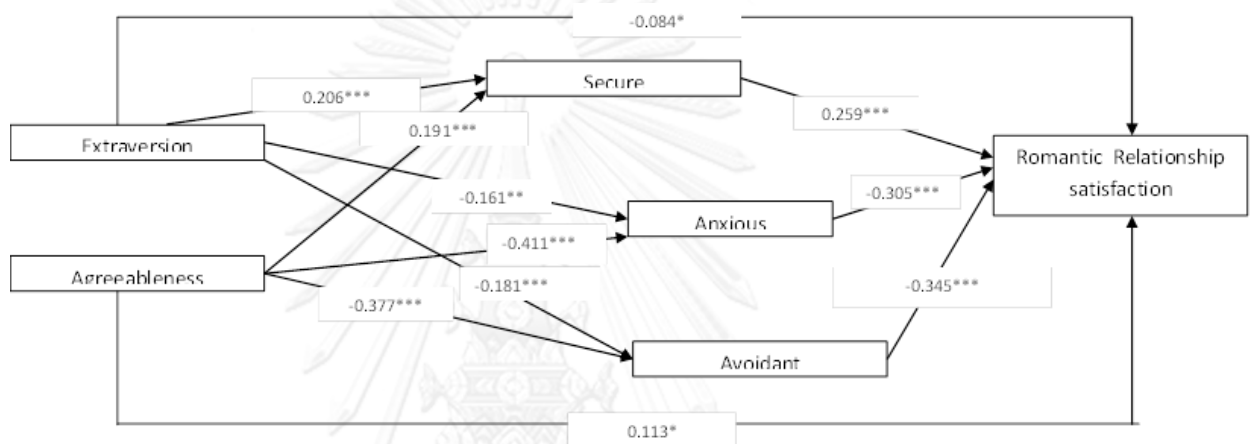 -0.084*
Secure
0.206***
0.259***
0.191***
Extraversion
Romantic Relationship
satisfaction
-0.161**
-0.305***
Anxious
-0.411***
Agreeableness
-0.181***
-0.345***
-0.377***
Avoidant
0.113*